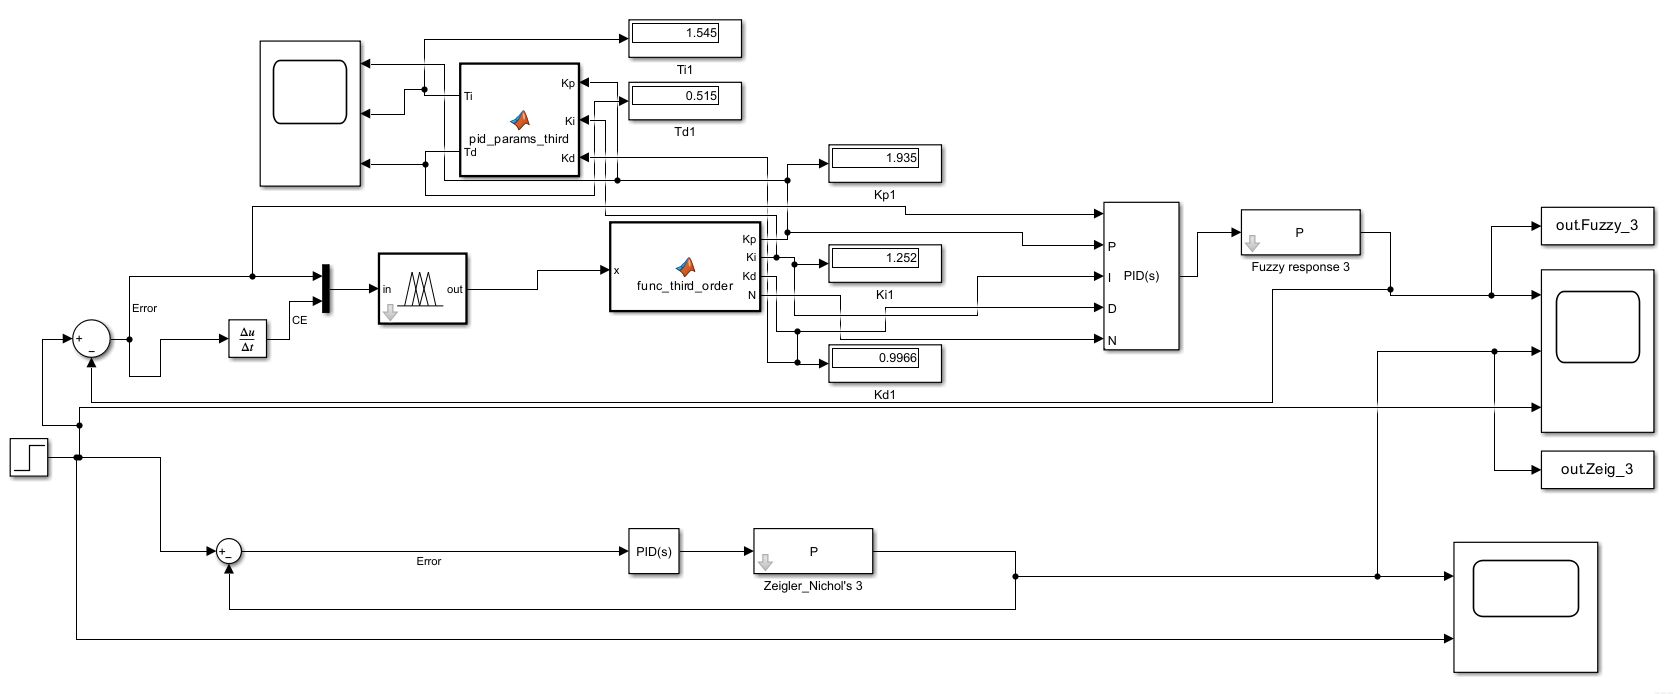 1.545
Ti1
Kp
Ti
Ki
pid_params_third
Td
Kd
0.515
Td1
1.935
Kp1
Kp
Ki
Kd
N
x
func_third_order
1.252
Ki1
0.9966
Kd1
P
I
D
N
PID(s)
P
Fuzzy response 3
out.Fuzzy_3
Error
CE
in
out
Δu
Δt
+
−
out.Zeig_3
+
−
Error
PID(s)
P
Zeigler_Nichol's 3